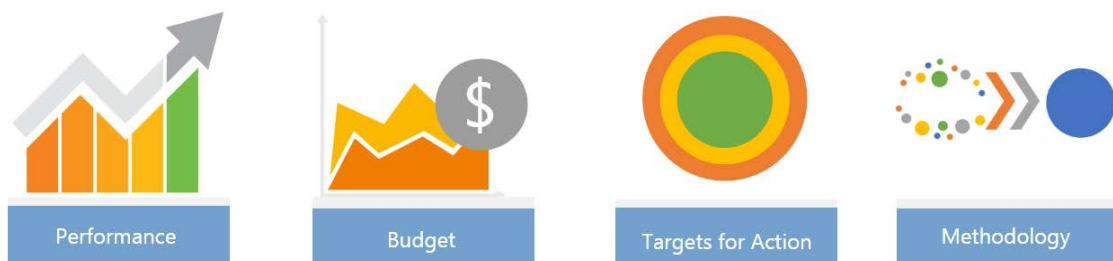 $
Performance
Budget
Targets for Action
Methodology